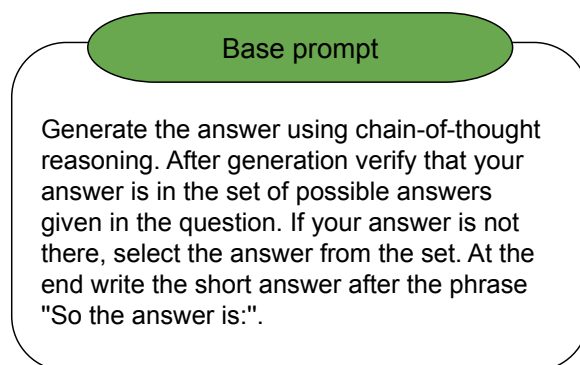 Base prompt
Generate the answer using chain-of-thought
reasoning. After generation verify that your
answer is in the set of possible answers
given in the question. If your answer is not
there, select the answer from the set. At the
end write the short answer after the phrase
"So the answer is:".